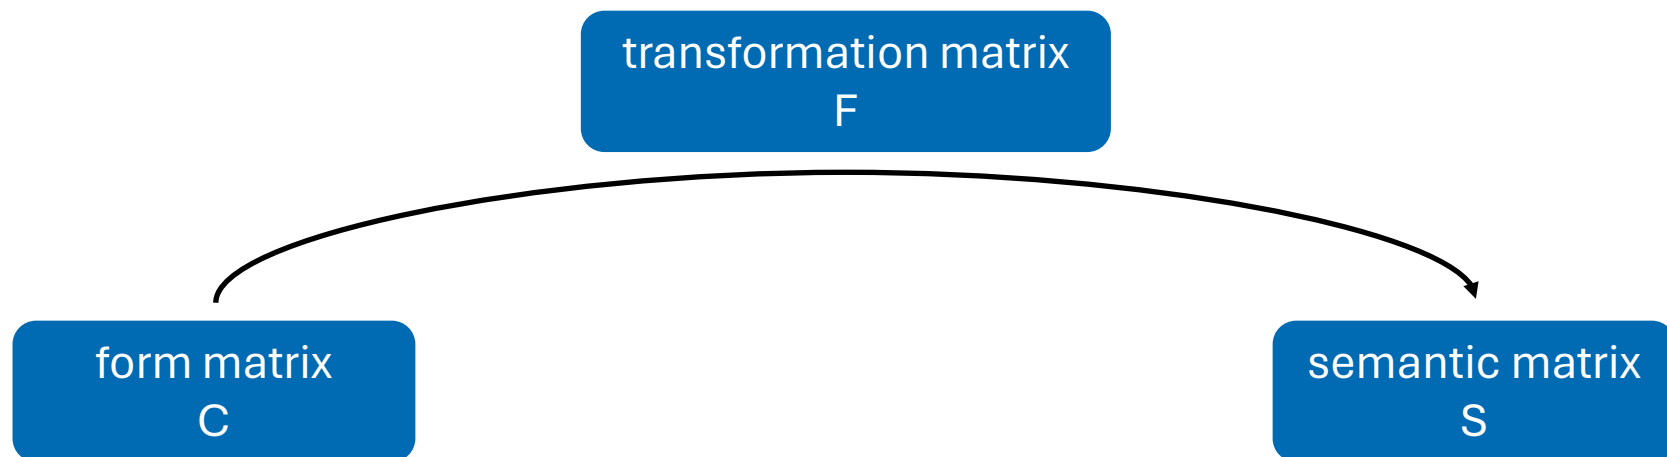 transformation matrix
F
form matrix
C
semantic matrix
S